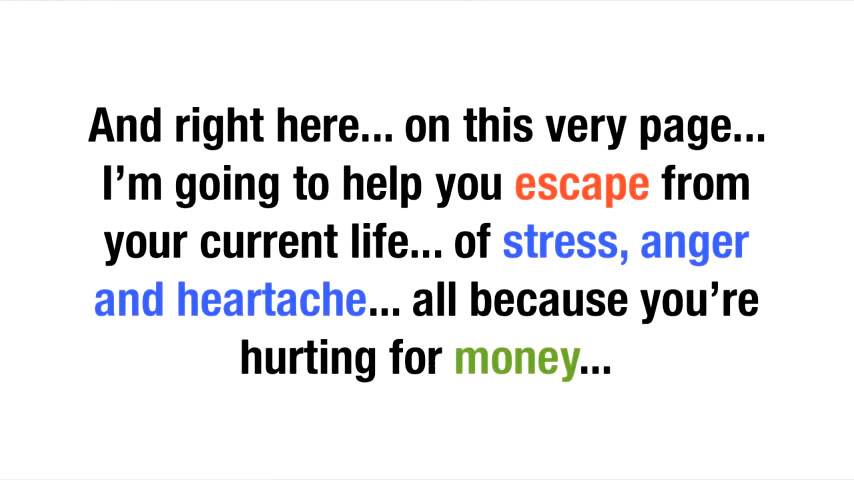 And right here... on this very page...
I’m going to help you escape from
your current life... of stress, anger
and heartache... all because you’re
hurting for money...